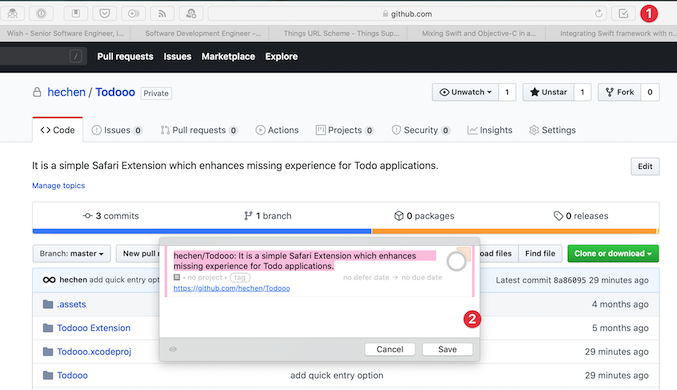 github.com
1
Wish - Senior Software Engineer, i...
Software Development Engineer -...
Things URL Scheme - Things Sup...
Mixing Swift and Objective-C in a...
Integrating Swift framework with n...
/
Pull requests Issues Marketplace Explore
hechen / Todooo Private
Unwatch 1
Unstar 1
Fork 0
Code
Issues 0
Pull requests 0
Actions
Projects 0
Security 0
Insights
Settings
It is a simple Safari Extension which enhances missing experience for Todo applications.
Edit
Manage topics
3 commits
1 branch
0 packages
0 releases
Branch: master
New pull r
load files
Find file
Clone or download
hechen add quick entry opt
Latest commit 8a86095 29 minutes ago
.assets
4 months ago
Todooo Extension
5 months ago
Todooo.xcodeproj
29 minutes ago
Todooo
add quick entry option
29 minutes ago
hechen/Todooo: It is a simple Safari Extension which enhances
missing experience for Todo applications.
• no project • tag
no defer date → no due date
https://github.com/hechen/Todooo
2
Cancel
Save